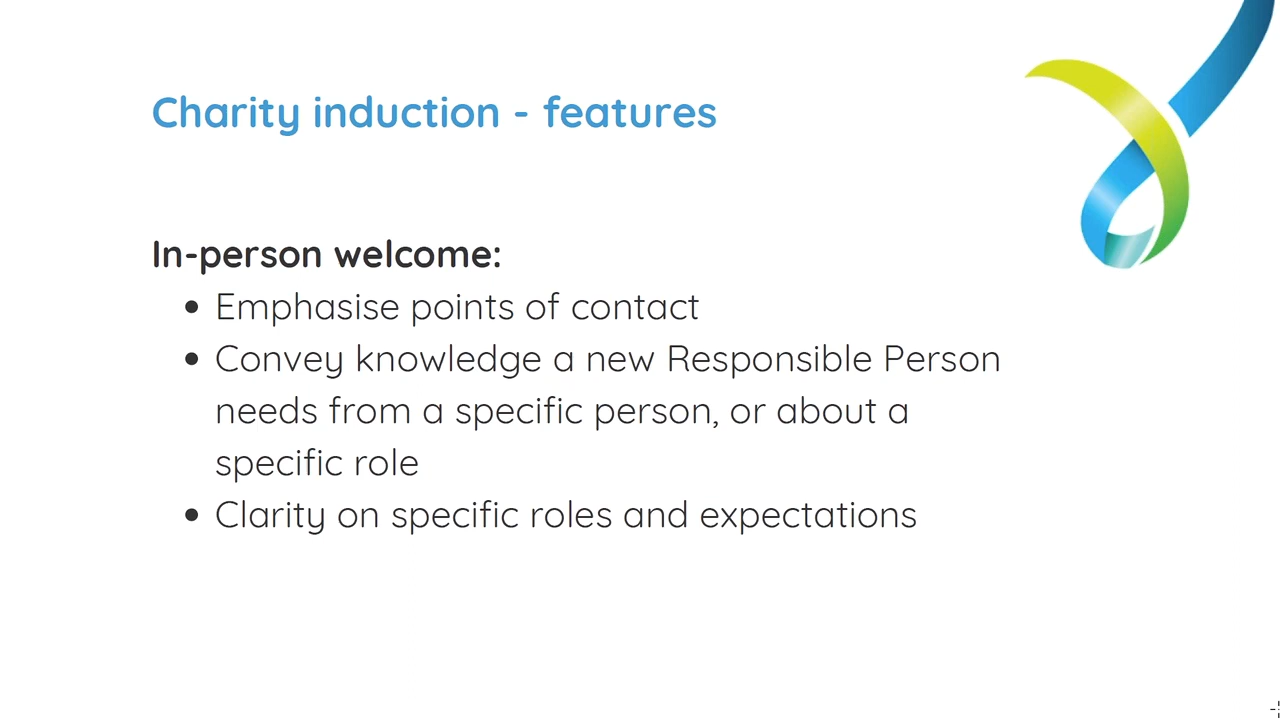 Charity induction - features
In-person welcome:
• Emphasise points of contact
• Convey knowledge a new Responsible Person
needs from a specific person, or about a
specific role
• Clarity on specific roles and expectations